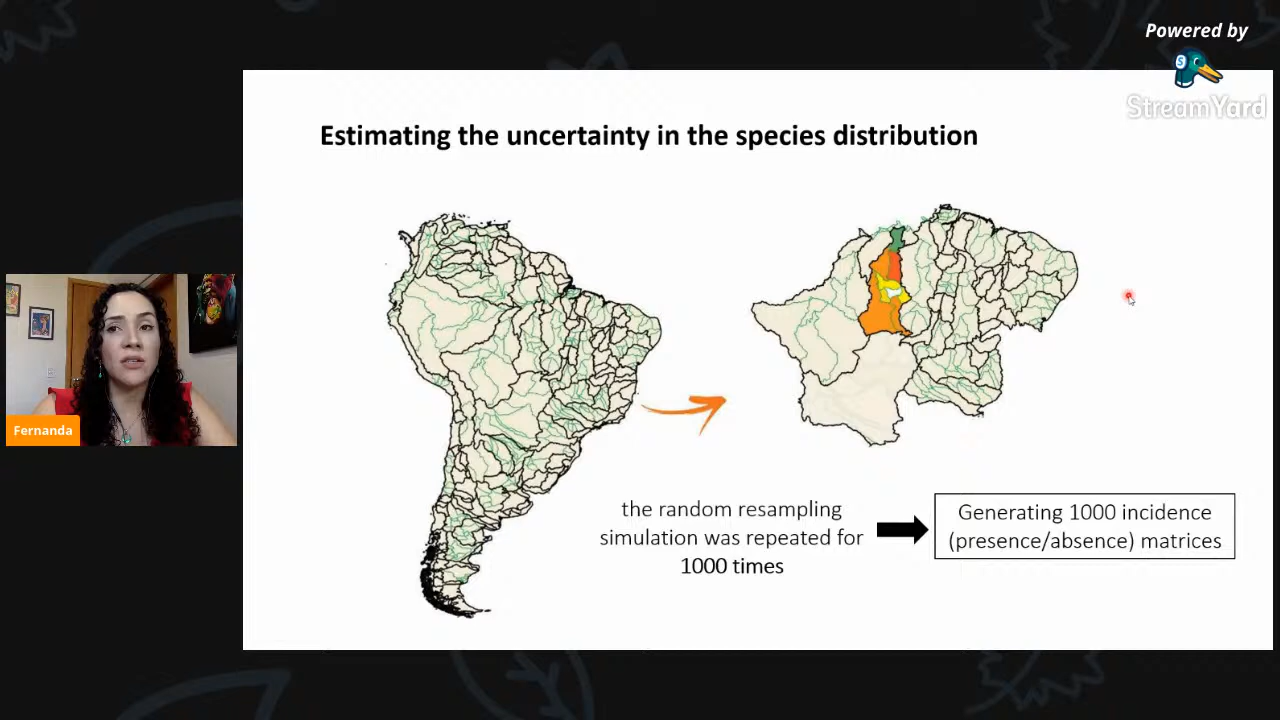 Powered by
StreamYard
Estimating the uncertainty in the species distribution
Fernanda
the random resampling
simulation was repeated for
1000 times
Generating 1000 incidence
(presence/absence) matrices